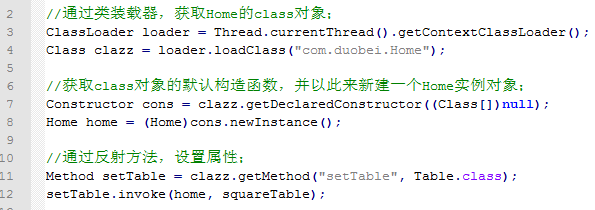 2 //通过类装载器，获取Home的class对象；
3 ClassLoader loader = Thread.currentThread().getContextClassLoader();
4 Class clazz = loader.loadClass("com.duobei.Home");
5
6 //获取class对象的默认构造函数，并以此来新建一个Home实例对象；
7 Constructor cons = clazz.getDeclaredConstructor((Class[])null);
8 Home home = (Home)cons.newInstance();
9
10 //通过反射方法，设置属性；
11 Method setTable = clazz.getMethod("setTable", Table.class);
12 setTable.invoke(home, squareTable);